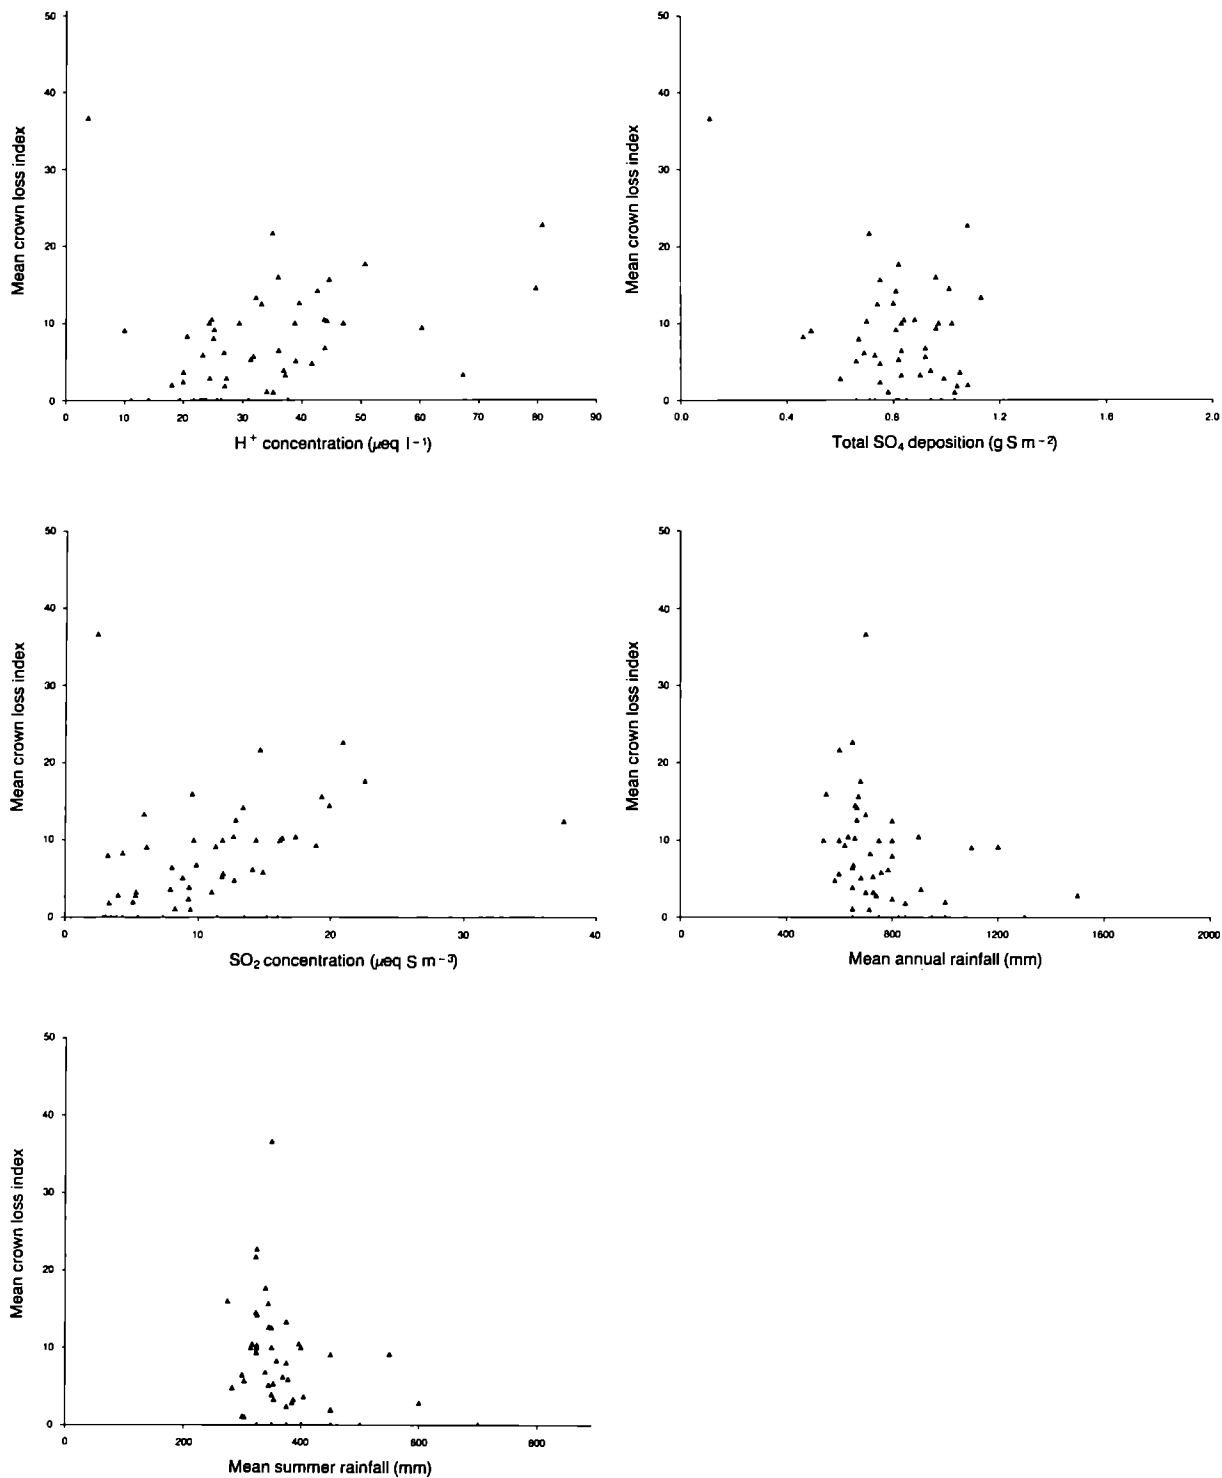 50
40
30
20
10
0
Mean crown loss index
0 10 20 30 40 50 60 70 80 90
H⁺ concentration (μeq l⁻¹)
50
40
30
20
10
0
Mean crown loss index
0.0 0.4 0.8 1.2 1.6 2.0
Total SO₄ deposition (g S m⁻²)
50
40
30
20
10
0
Mean crown loss index
0 10 20 30 40
SO₂ concentration (μeq S m⁻³)
50
40
30
20
10
0
Mean crown loss index
0 400 800 1200 1600 2000
Mean annual rainfall (mm)
50
40
30
20
10
0
Mean crown loss index
0 200 400 600 800
Mean summer rainfall (mm)